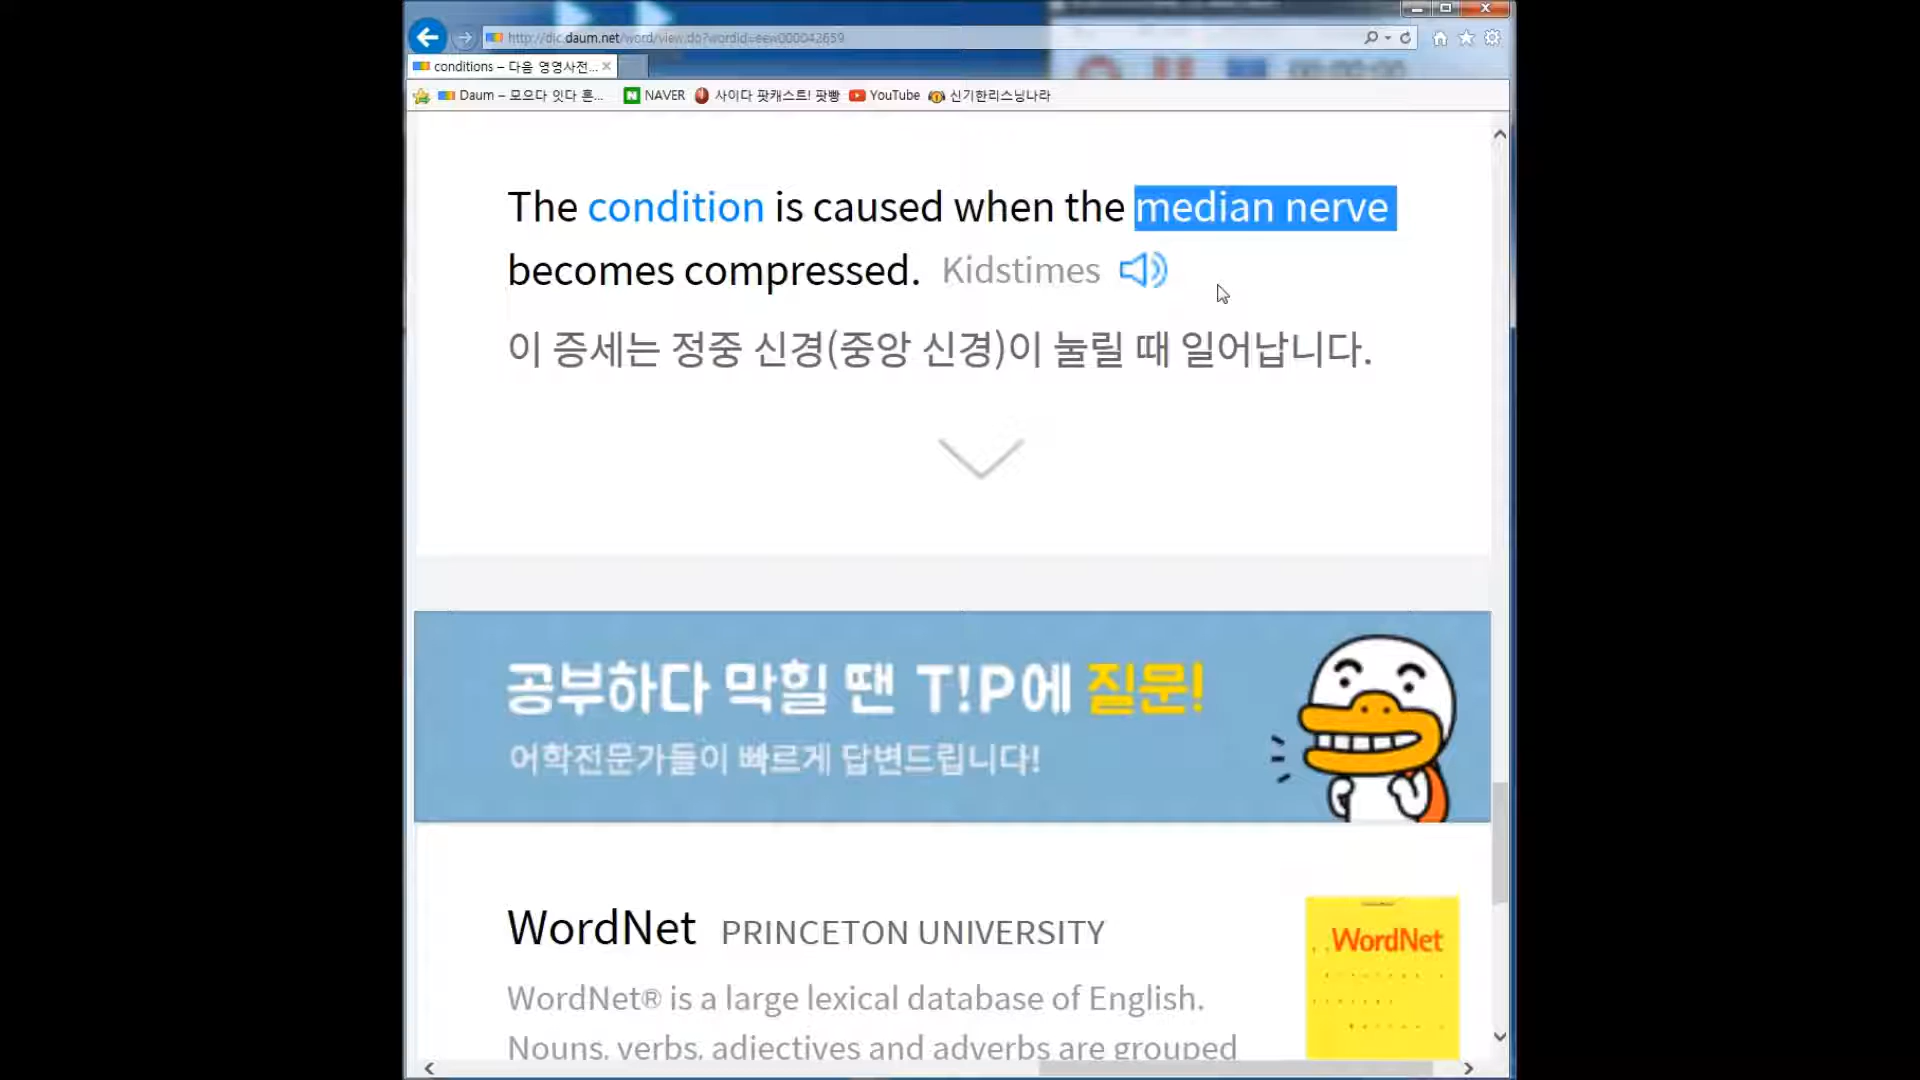 http://dic.daum.net/word/view.do?wordid=eew000042659
conditions – 다음 영영사전...
Daum – 모으다 잇다 흔... NAVER 사이다 팟캐스트! 팟빵 YouTube 신기한리스닝나라
The condition is caused when the median nerve
becomes compressed. Kidstimes
이 증세는 정중 신경(중앙 신경)이 눌릴 때 일어납니다.
공부하다 막힐 땐 T!P에 질문!
어학전문가들이 빠르게 답변드립니다!
WordNet PRINCETON UNIVERSITY
WordNet
WordNet® is a large lexical database of English.
Nouns, verbs, adjectives and adverbs are grouped